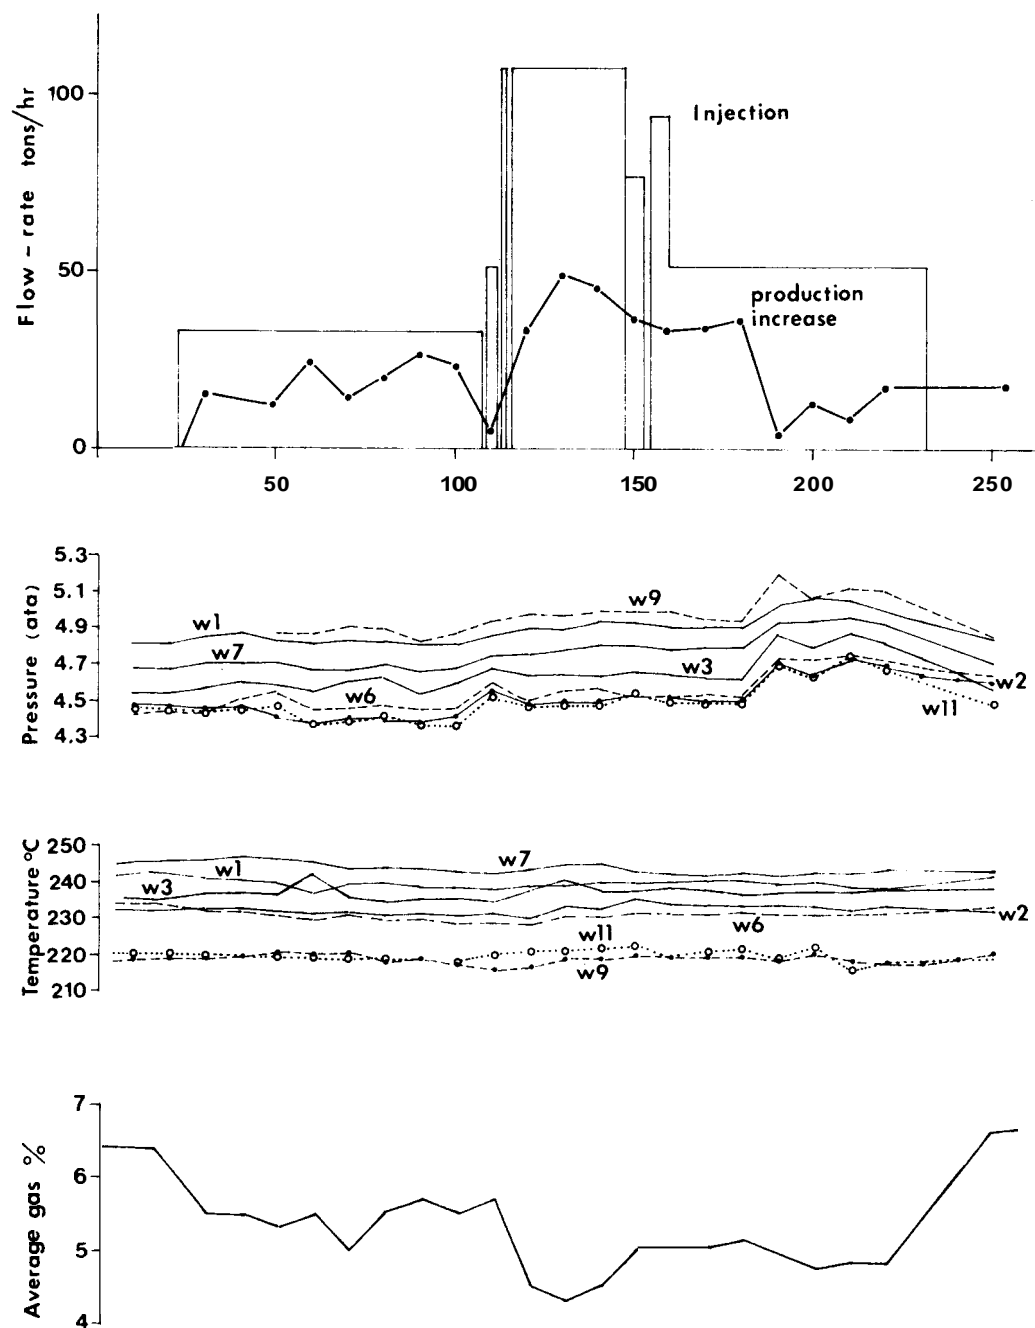 Flow - rate tons/hr
100
50
0
Injection
production
increase
50 100 150 200 250
Pressure (ata)
5.3
5.1
4.9
4.7
4.5
4.3
w1
w9
w7
w3
w6
w2
w11
Temperature °C
250
240
230
220
210
w7
w1
w3
w2
w11
w6
w9
Average gas %
7
6
5
4